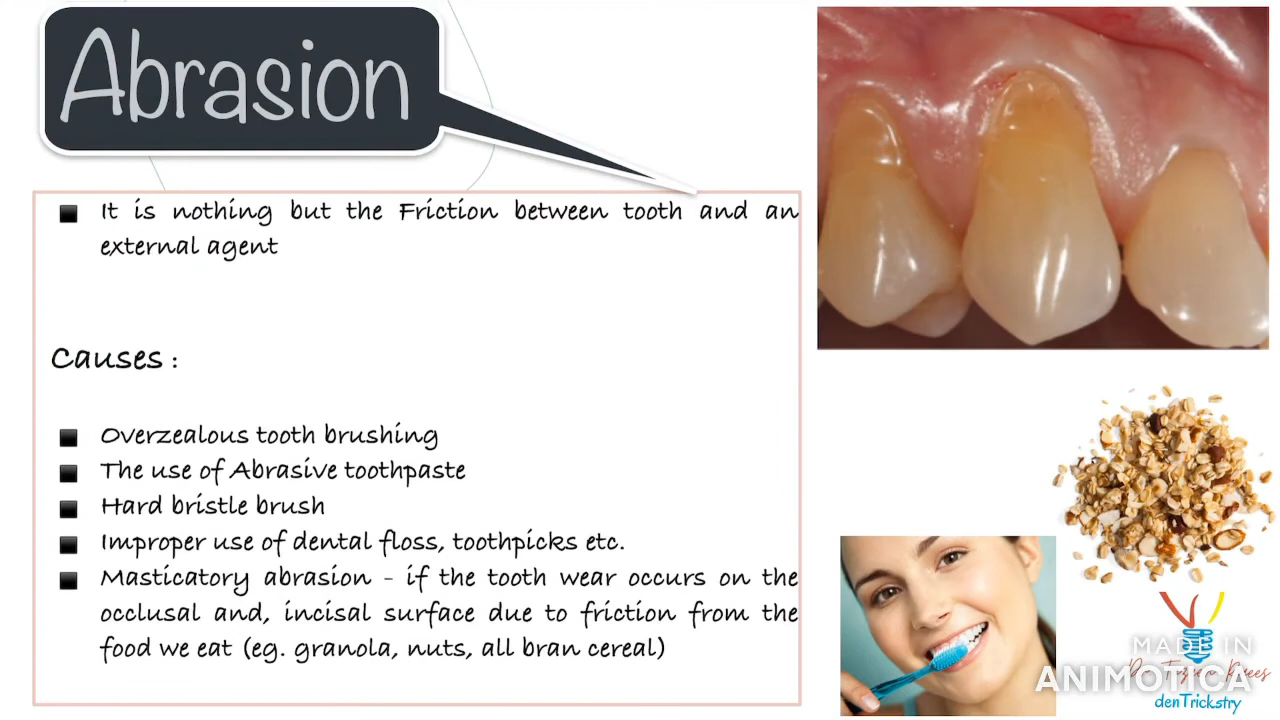 Abrasion
It is nothing but the Friction between tooth and an
external agent
Causes :
Overzealous tooth brushing
The use of Abrasive toothpaste
Hard bristle brush
Improper use of dental floss, toothpicks etc.
Masticatory abrasion - if the tooth wear occurs on the
occlusal and, incisal surface due to friction from the
food we eat (eg. granola, nuts, all bran cereal)
MADE IN
ANIMOTICA
denTrickstry